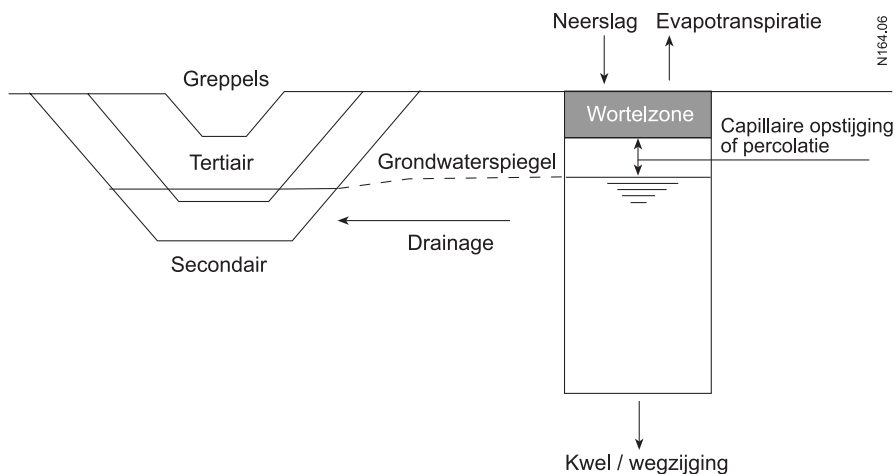 Neerslag
Evapotranspiratie
N164.06
Greppels
Wortelzone
Capillaire opstijging
of percolatie
Tertiair
Grondwaterspiegel
Drainage
Secondair
Kwel / wegzijging